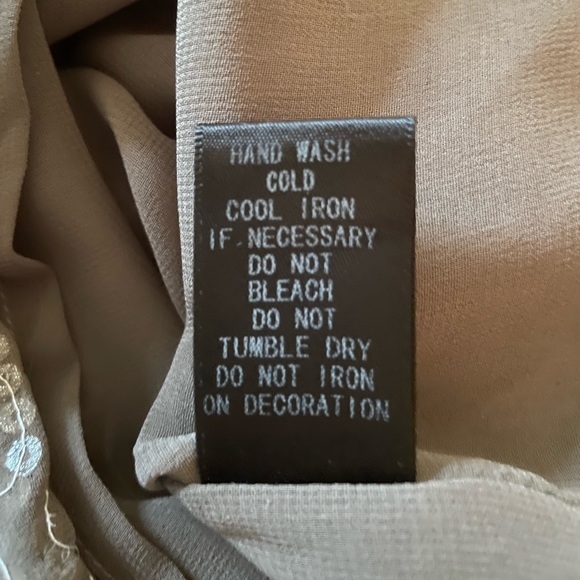 HAND WASH
COLD
COOL IRON
IF NECESSARY
DO NOT
BLEACH
DO NOT
TUMBLE DRY
DO NOT IRON
ON DECORATION